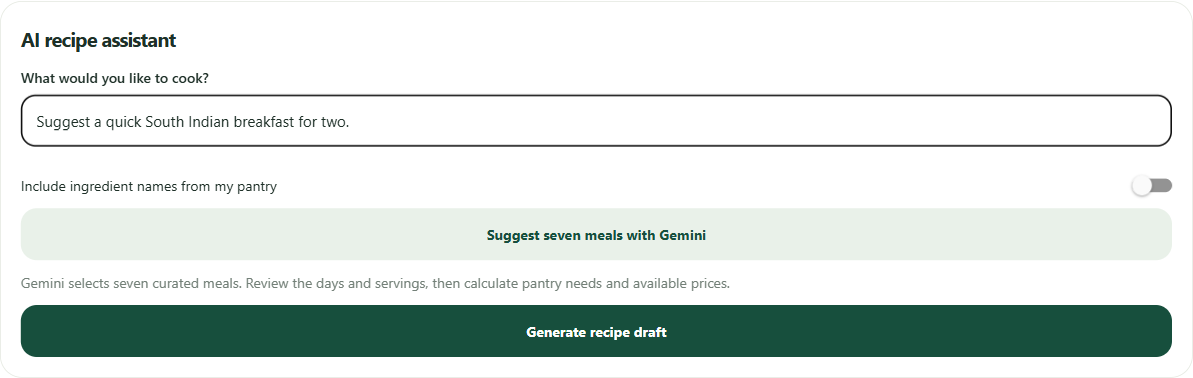 AI recipe assistant
What would you like to cook?
Suggest a quick South Indian breakfast for two.
Include ingredient names from my pantry
Suggest seven meals with Gemini
Gemini selects seven curated meals. Review the days and servings, then calculate pantry needs and available prices.
Generate recipe draft